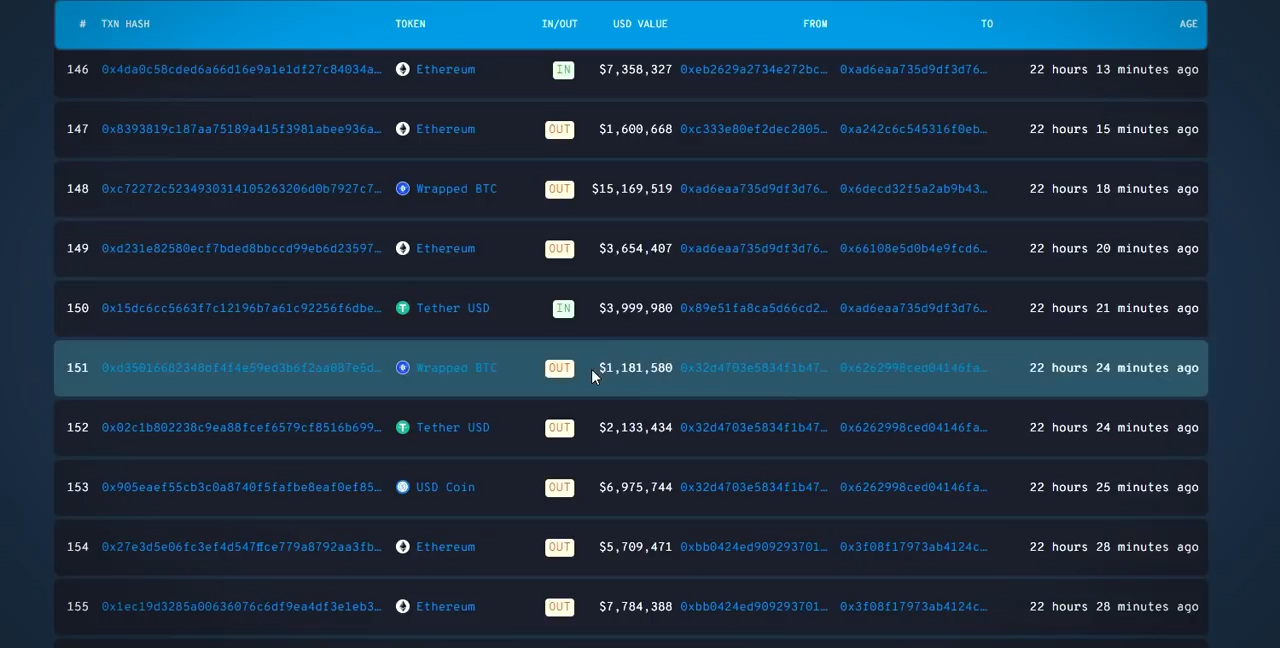 # TXN HASH TOKEN IN/OUT USD VALUE FROM TO AGE
146 0x4da0c58cded6a66d16e9a1e1df27c84034a… Ethereum IN $7,358,327 0xeb2629a2734e272bc… 0xad6eaa735d9df3d76… 22 hours 13 minutes ago
147 0x8393819c187aa75189a415f3981abee936a… Ethereum OUT $1,600,668 0xc333e80ef2dec2805… 0xa242c6c545316f0eb… 22 hours 15 minutes ago
148 0xc72272c5234930314105263206d0b7927c7… Wrapped BTC OUT $15,169,519 0xad6eaa735d9df3d76… 0x6decd32f5a2ab9b43… 22 hours 18 minutes ago
149 0xd231e82580ecf7bded8bbccd99eb6d23597… Ethereum OUT $3,654,407 0xad6eaa735d9df3d76… 0x66108e5d0b4e9fcd6… 22 hours 20 minutes ago
150 0x15dc6cc5663f7c12196b7a61c92256f6dbe… Tether USD IN $3,999,980 0x89e51fa8ca5d66cd2… 0xad6eaa735d9df3d76… 22 hours 21 minutes ago
151 Wrapped BTC OUT $1,181,580 0x32d4703e5834f1b47… 0x6262998ced04146fa… 22 hours 24 minutes ago
152 0x02c1b802238c9ea88fcef6579cf8516b699… Tether USD OUT $2,133,434 0x32d4703e5834f1b47… 0x6262998ced04146fa… 22 hours 24 minutes ago
153 0x905eaef55cb3c0a8740f5fafbe8eaf0ef85… USD Coin OUT $6,975,744 0x32d4703e5834f1b47… 0x6262998ced04146fa… 22 hours 25 minutes ago
154 0x27e3d5e06fc3ef4d547ffce779a8792aa3fb… Ethereum OUT $5,709,471 0xbb0424ed909293701… 0x3f08f17973ab4124c… 22 hours 28 minutes ago
155 0x1ec19d3285a00636076c6df9ea4df3e1eb3… Ethereum OUT $7,784,388 0xbb0424ed909293701… 0x3f08f17973ab4124c… 22 hours 28 minutes ago